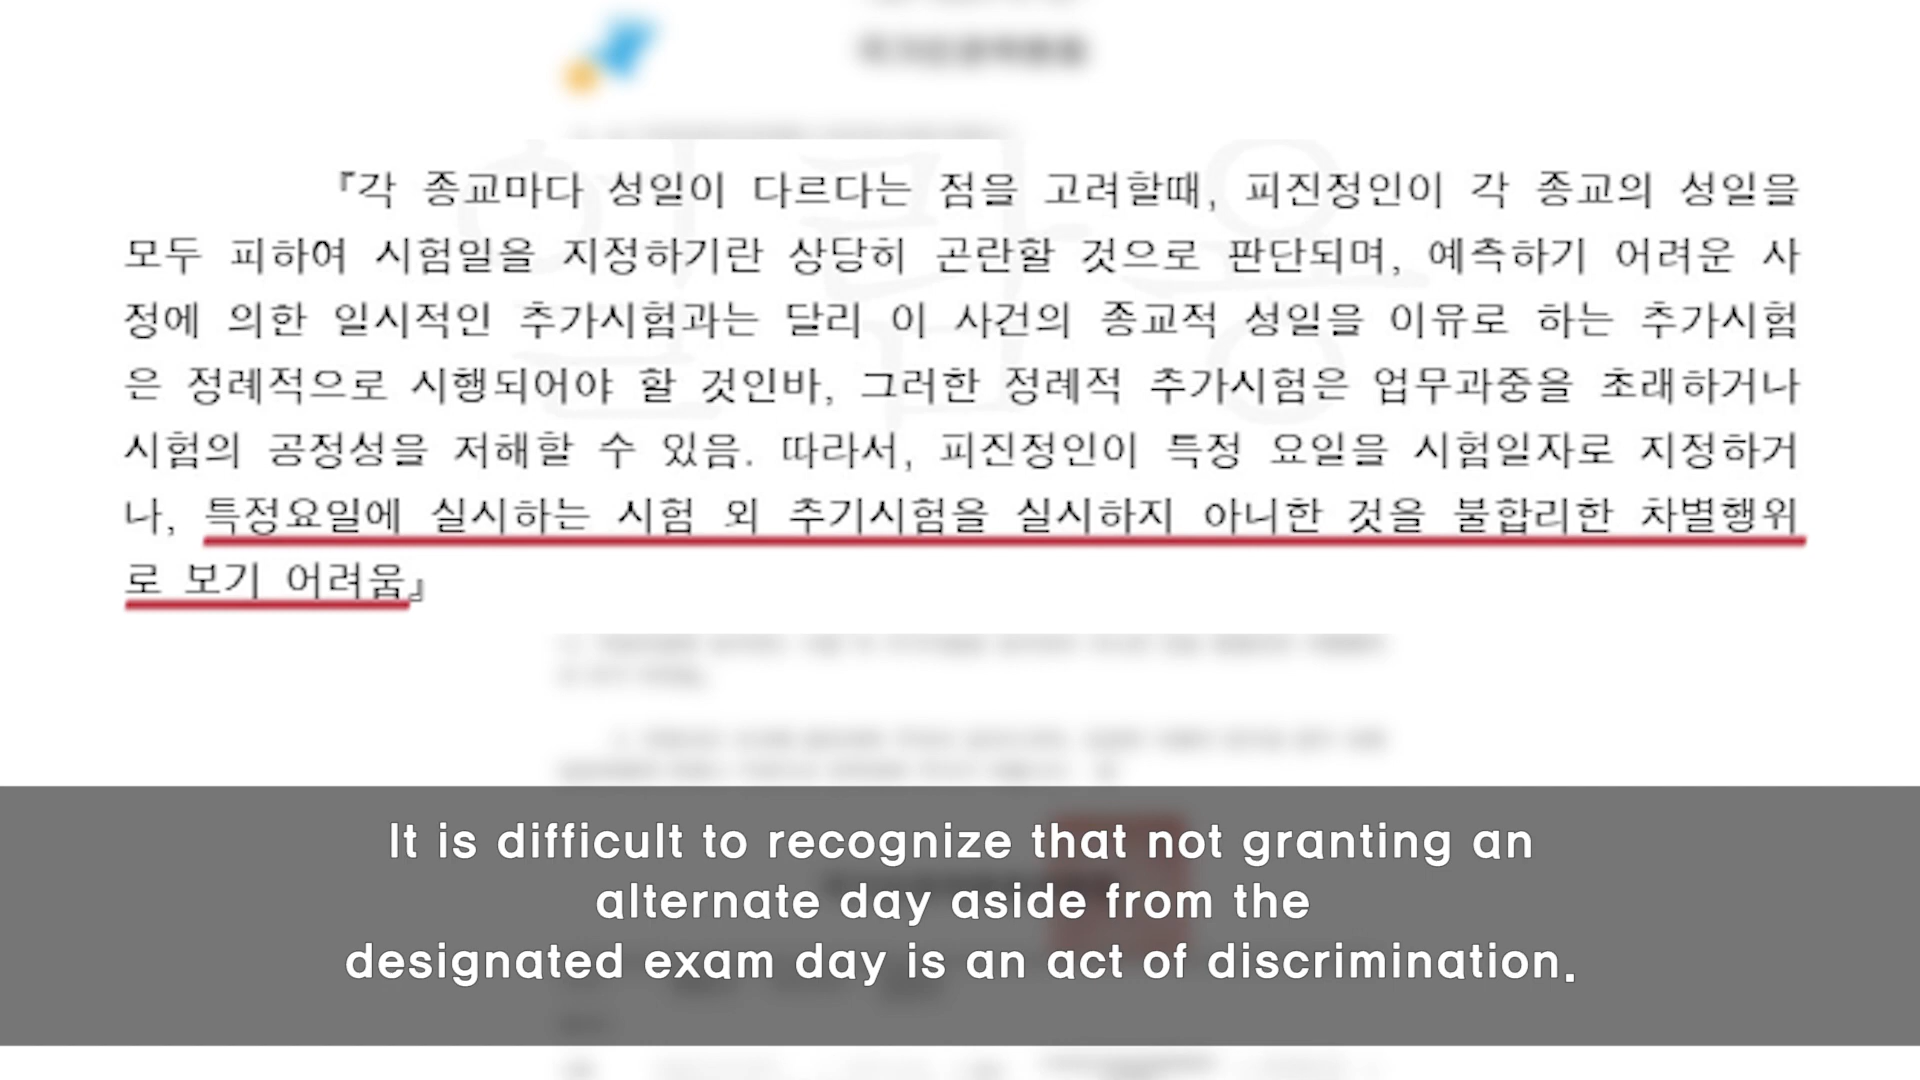 『각 종교마다 성일이 다르다는 점을 고려할때, 피진정인이 각 종교의 성일을
모두 피하여 시험일을 지정하기란 상당히 곤란할 것으로 판단되며, 예측하기 어려운 사
정에 의한 일시적인 추가시험과는 달리 이 사건의 종교적 성일을 이유로 하는 추가시험
은 정례적으로 시행되어야 할 것인바, 그러한 정례적 추가시험은 업무과중을 초래하거나
시험의 공정성을 저해할 수 있음. 따라서, 피진정인이 특정 요일을 시험일자로 지정하거
나, 특정요일에 실시하는 시험 외 추기시험을 실시하지 아니한 것을 불합리한 차별행위
로 보기 어려움』
It is difficult to recognize that not granting an
alternate day aside from the
designated exam day is an act of discrimination.